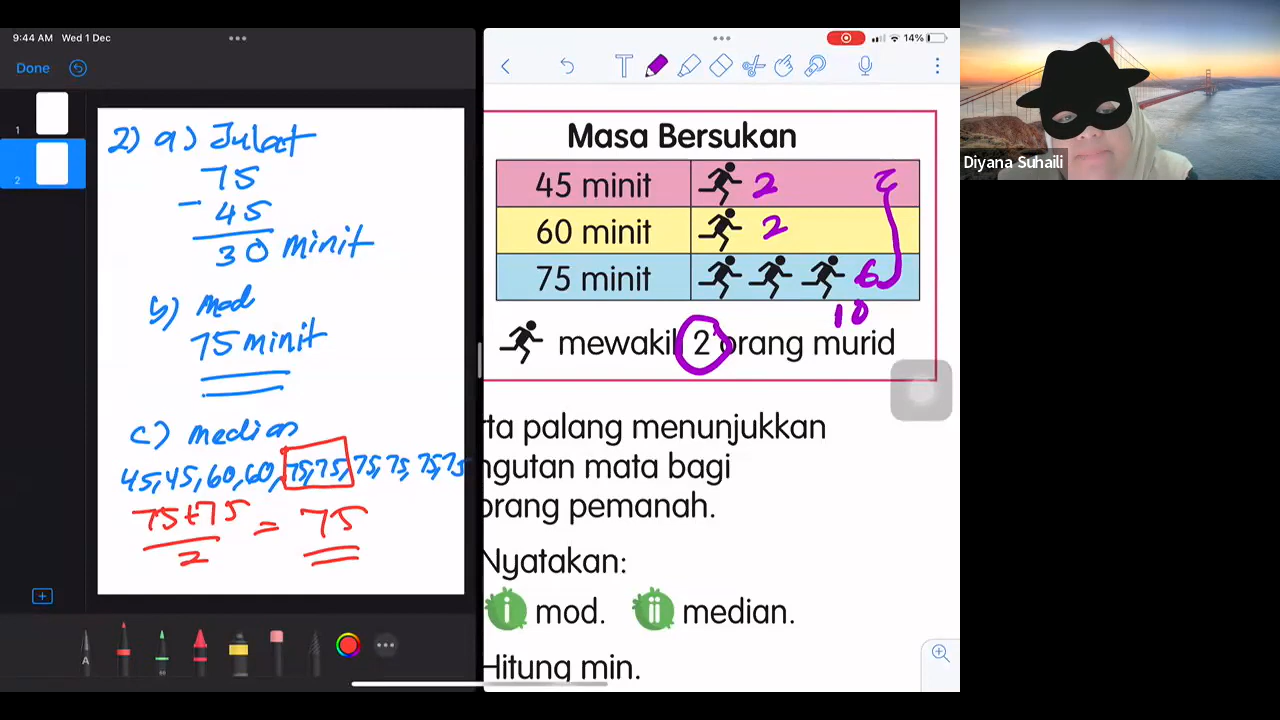 9:44 AM Wed 1 Dec
Done
1
2
2) a) Julat
75
- 45
30 minit
b) mod
75 minit
c) median
45, 45, 60, 60, 75, 75, 75, 75, 75, 75
75+75 = 75
2
14%
T
Masa Bersukan
45 minit 2
60 minit 2
75 minit 6
10
mewakil 2 orang murid
rta palang menunjukkan
ngutan mata bagi
orang pemanah.
Nyatakan:
i mod. ii median.
Hitung min.
A
Diyana Suhaili